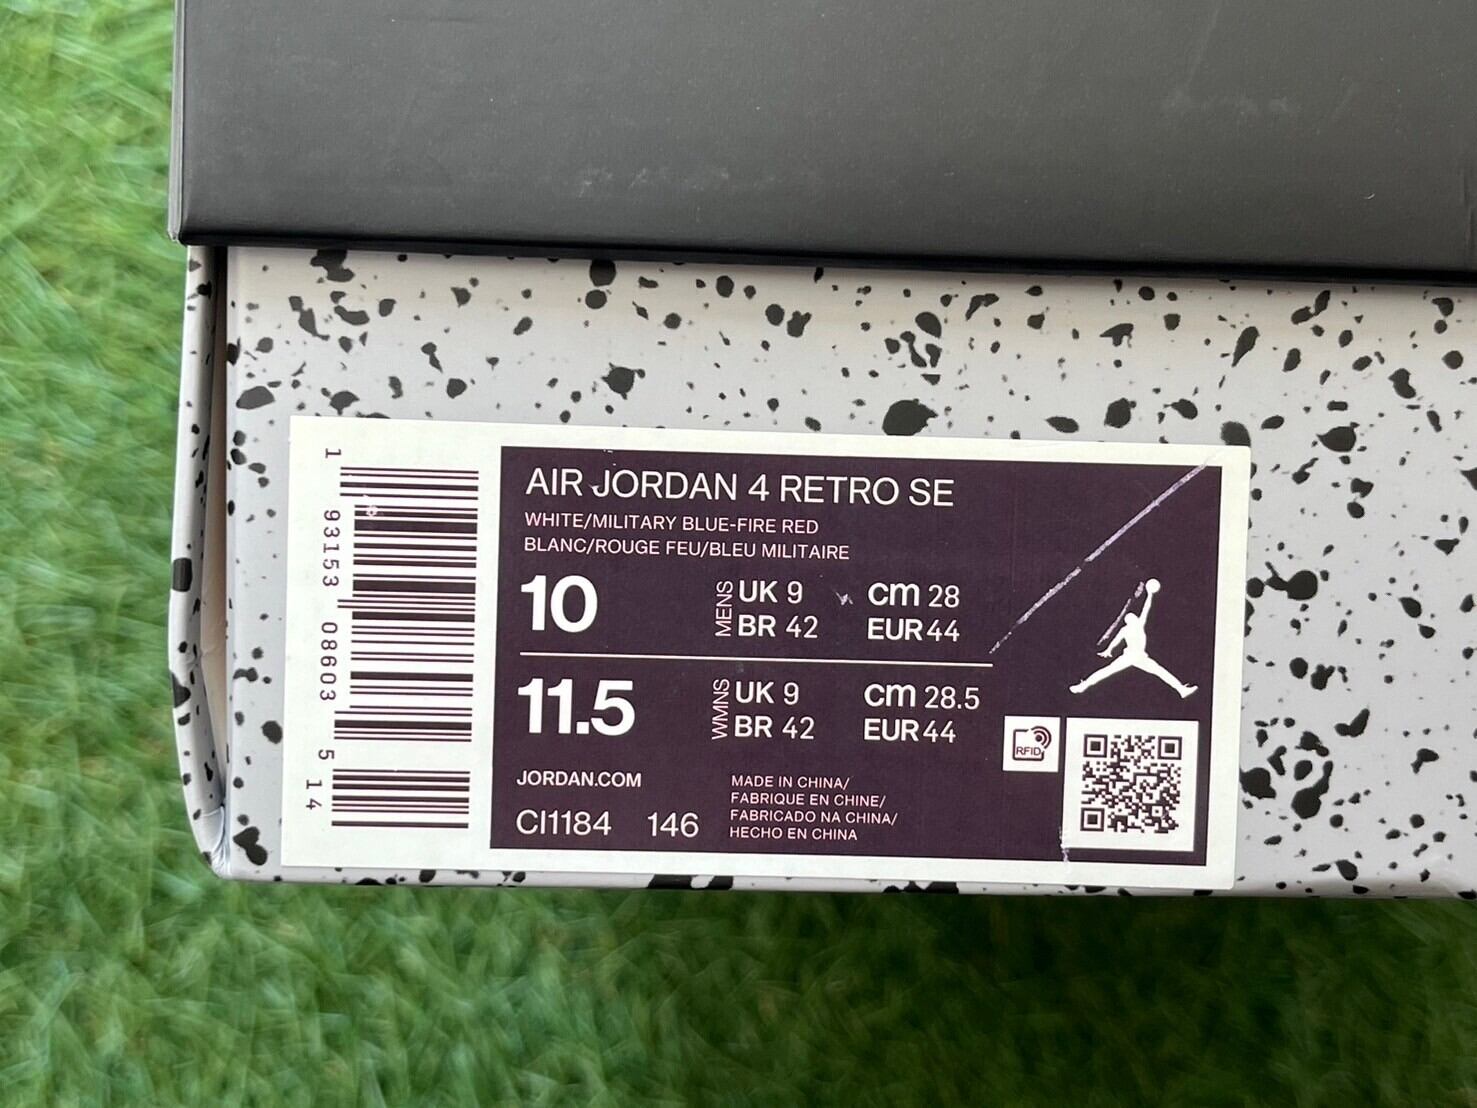 AIR JORDAN 4 RETRO SE
WHITE/MILITARY BLUE-FIRE RED
BLANC/ROUGE FEU/BLEU MILITAIRE
10 MENS UK 9 cm 28
BR 42 EUR 44
11.5 WMNS UK 9 cm 28.5
BR 42 EUR 44
RFID
JORDAN.COM
CI1184 146
MADE IN CHINA/
FABRIQUE EN CHINE/
FABRICADO NA CHINA/
HECHO EN CHINA
1 93153 08603 5 14